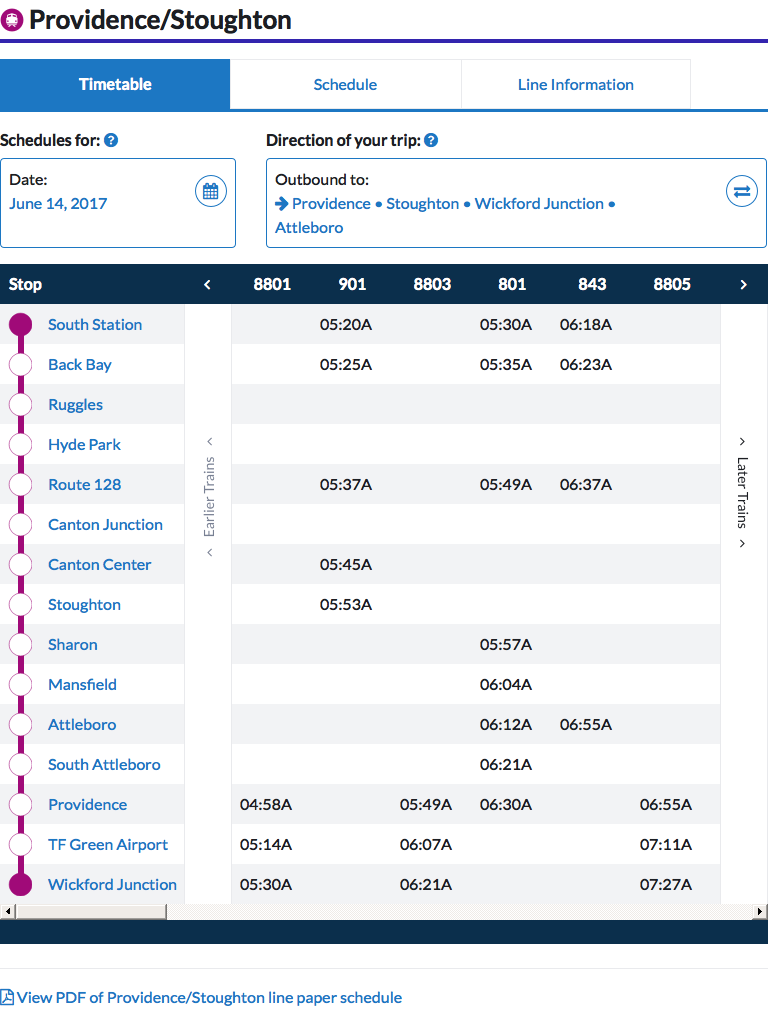 Providence/Stoughton
Timetable Schedule Line Information
Schedules for: ? Direction of your trip: ?
Date: Outbound to:
June 14, 2017 Providence • Stoughton • Wickford Junction •
Attleboro
Stop 8801 901 8803 801 843 8805
South Station 05:20A 05:30A 06:18A
Back Bay 05:25A 05:35A 06:23A
Ruggles
Hyde Park
Route 128 05:37A 05:49A 06:37A
Canton Junction
Earlier Trains
Later Trains
Canton Center 05:45A
Stoughton 05:53A
Sharon 05:57A
Mansfield 06:04A
Attleboro 06:12A 06:55A
South Attleboro 06:21A
Providence 04:58A 05:49A 06:30A 06:55A
TF Green Airport 05:14A 06:07A 07:11A
Wickford Junction 05:30A 06:21A 07:27A
View PDF of Providence/Stoughton line paper schedule